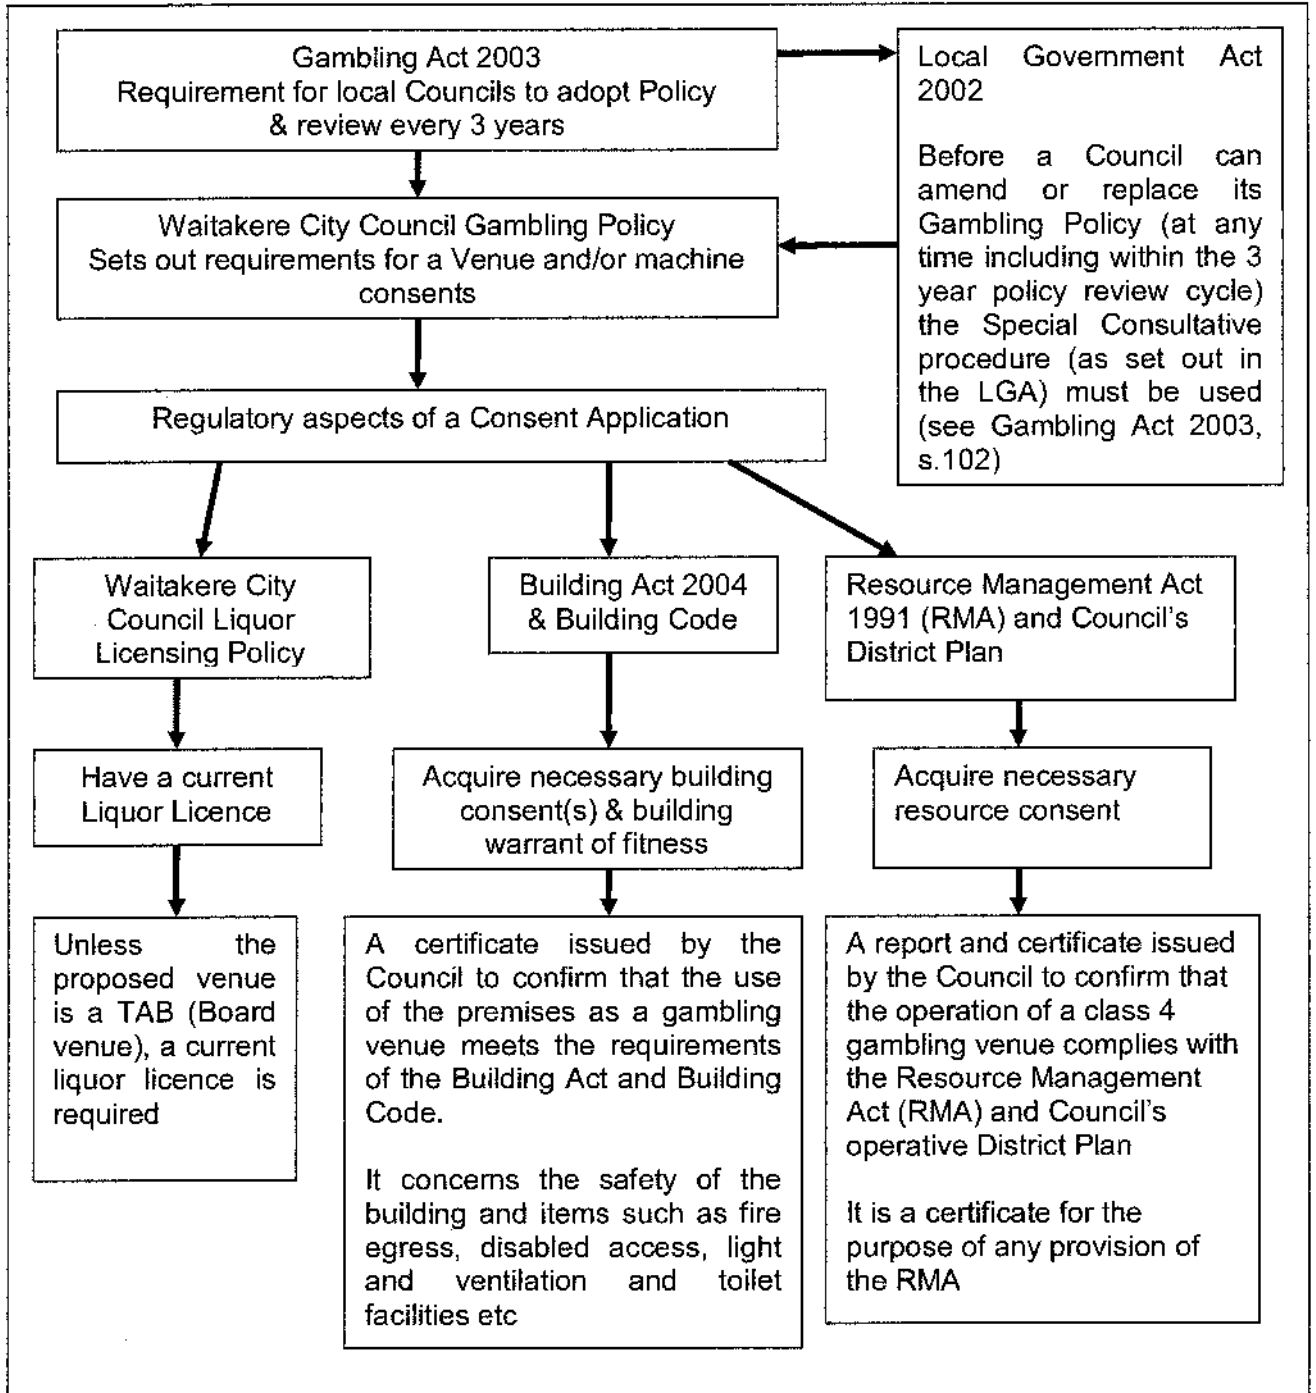 Gambling Act 2003
Requirement for local Councils to adopt Policy
& review every 3 years
Local Government Act
2002
Before a Council can
amend or replace its
Gambling Policy (at any
time including within the 3
year policy review cycle)
the Special Consultative
procedure (as set out in
the LGA) must be used
(see Gambling Act 2003,
s.102)
Waitakere City Council Gambling Policy
Sets out requirements for a Venue and/or machine
consents
Regulatory aspects of a Consent Application
Waitakere City
Council Liquor
Licensing Policy
Building Act 2004
& Building Code
Resource Management Act
1991 (RMA) and Council's
District Plan
Have a current
Liquor Licence
Acquire necessary building
consent(s) & building
warrant of fitness
Acquire necessary
resource consent
Unless the
proposed venue
is a TAB (Board
venue), a current
liquor licence is
required
A certificate issued by the
Council to confirm that the use
of the premises as a gambling
venue meets the requirements
of the Building Act and Building
Code.
It concerns the safety of the
building and items such as fire
egress, disabled access, light
and ventilation and toilet
facilities etc
A report and certificate issued
by the Council to confirm that
the operation of a class 4
gambling venue complies with
the Resource Management
Act (RMA) and Council's
operative District Plan
It is a certificate for the
purpose of any provision of
the RMA